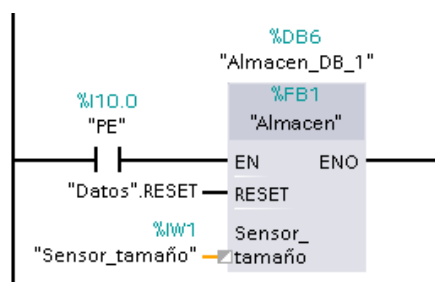 %DB6
"Almacen_DB_1"
%I10.0
%FB1
"PE"
"Almacen"
EN ENO
"Datos".RESET RESET
%IW1
Sensor_
"Sensor_tamaño" tamaño